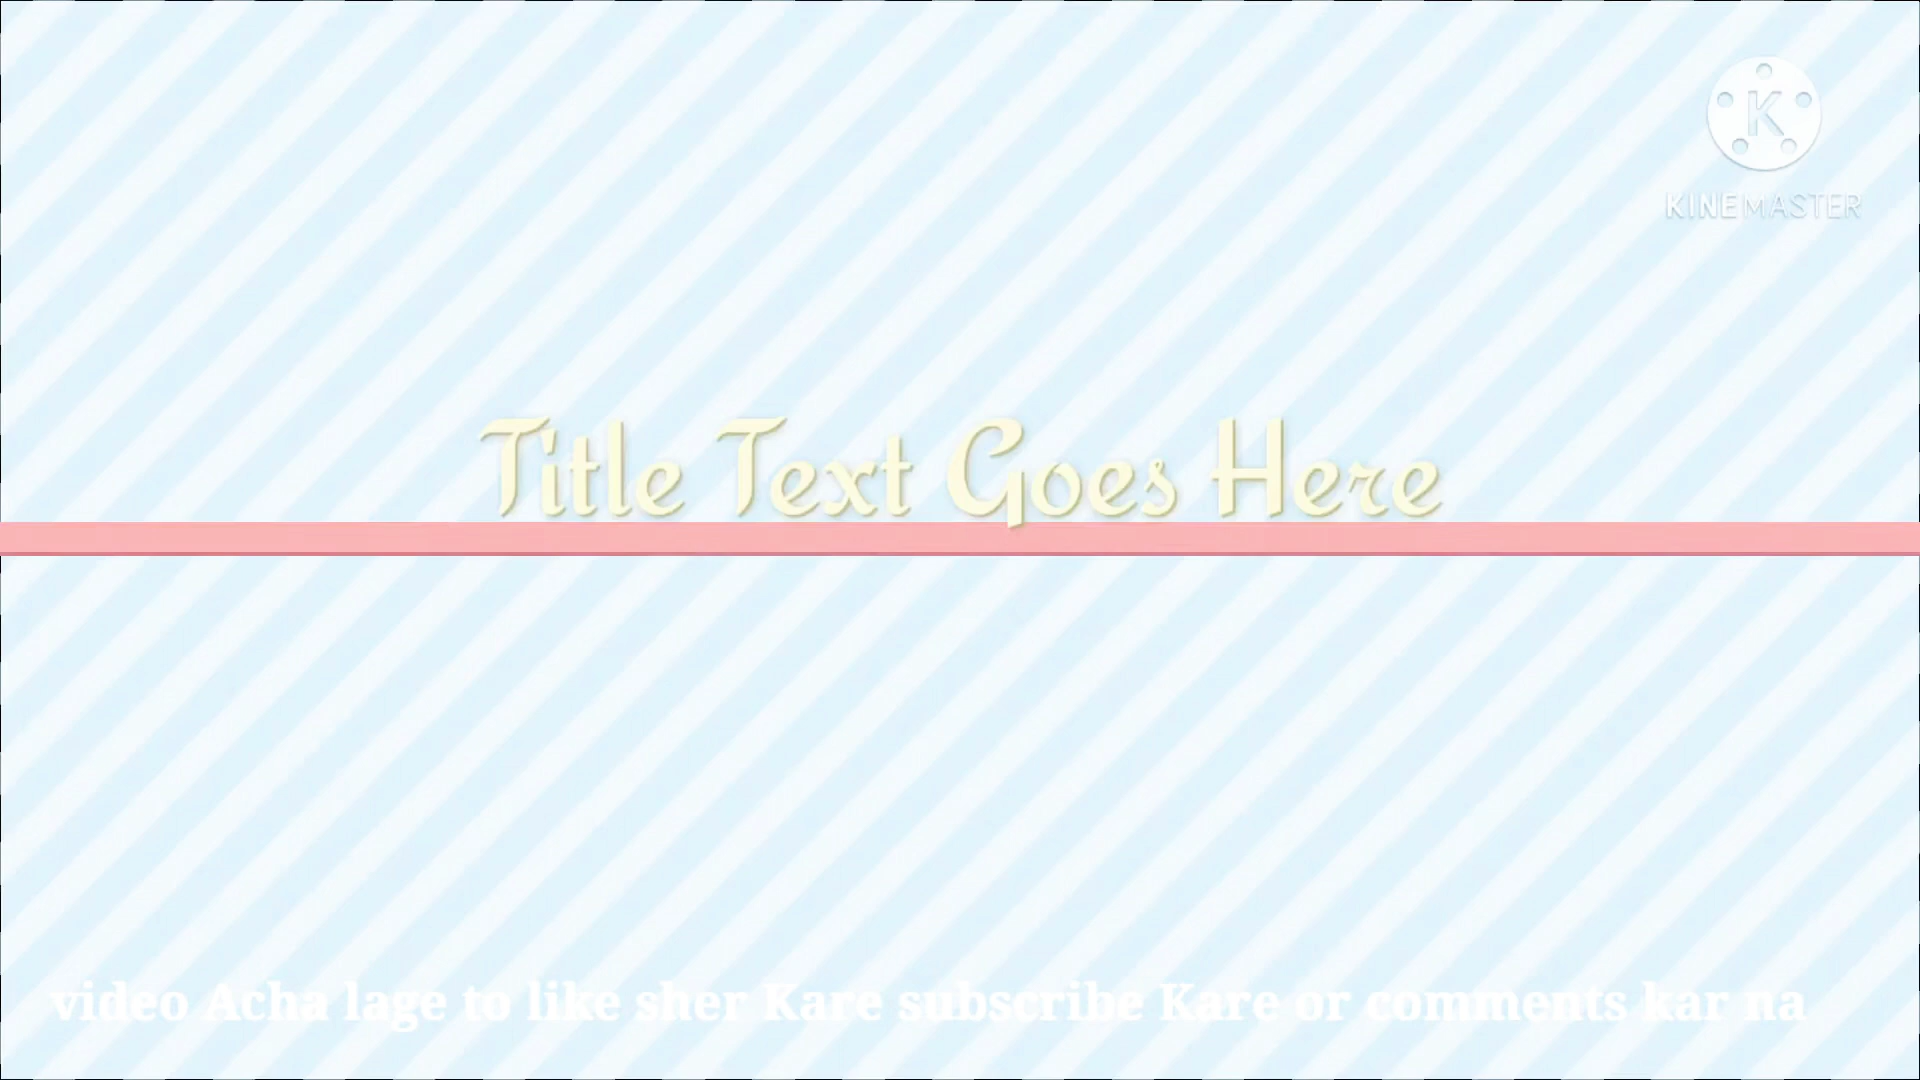 K
KINEMASTER
Title Text Goes Here
video Acha lage to like sher Kare subscribe Kare or comments kar na